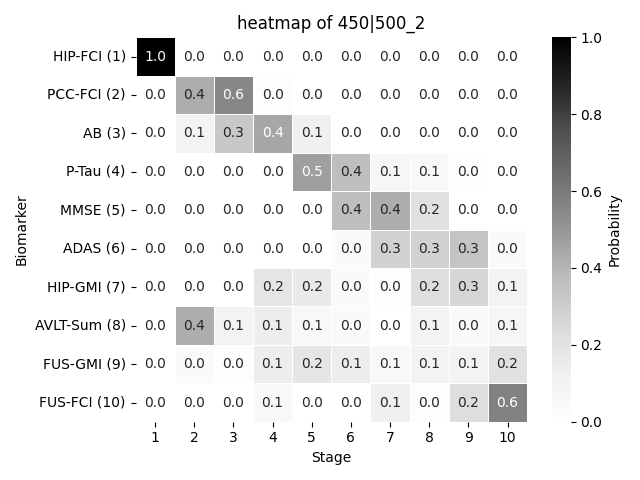 heatmap of 450|500_2
HIP-FCI (1) 1.0 0.0 0.0 0.0 0.0 0.0 0.0 0.0 0.0 0.0
PCC-FCI (2) 0.0 0.4 0.6 0.0 0.0 0.0 0.0 0.0 0.0 0.0
AB (3) 0.0 0.1 0.3 0.4 0.1 0.0 0.0 0.0 0.0 0.0
P-Tau (4) 0.0 0.0 0.0 0.0 0.5 0.4 0.1 0.1 0.0 0.0
MMSE (5) 0.0 0.0 0.0 0.0 0.0 0.4 0.4 0.2 0.0 0.0
ADAS (6) 0.0 0.0 0.0 0.0 0.0 0.0 0.3 0.3 0.3 0.0
HIP-GMI (7) 0.0 0.0 0.0 0.2 0.2 0.0 0.0 0.2 0.3 0.1
AVLT-Sum (8) 0.0 0.4 0.1 0.1 0.1 0.0 0.0 0.1 0.0 0.1
FUS-GMI (9) 0.0 0.0 0.0 0.1 0.2 0.1 0.1 0.1 0.1 0.2
FUS-FCI (10) 0.0 0.0 0.0 0.1 0.0 0.0 0.1 0.0 0.2 0.6
1 2 3 4 5 6 7 8 9 10
Stage
Biomarker
1.0
0.8
0.6
0.4
0.2
0.0
Probability